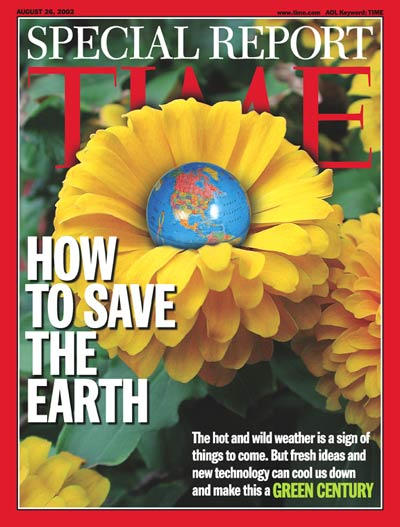 AUGUST 26, 2002
www.time.com AOL Keyword: TIME
SPECIAL REPORT
TIME
HOW
TO SAVE
THE
EARTH
The hot and wild weather is a sign of
things to come. But fresh ideas and
new technology can cool us down
and make this a GREEN CENTURY